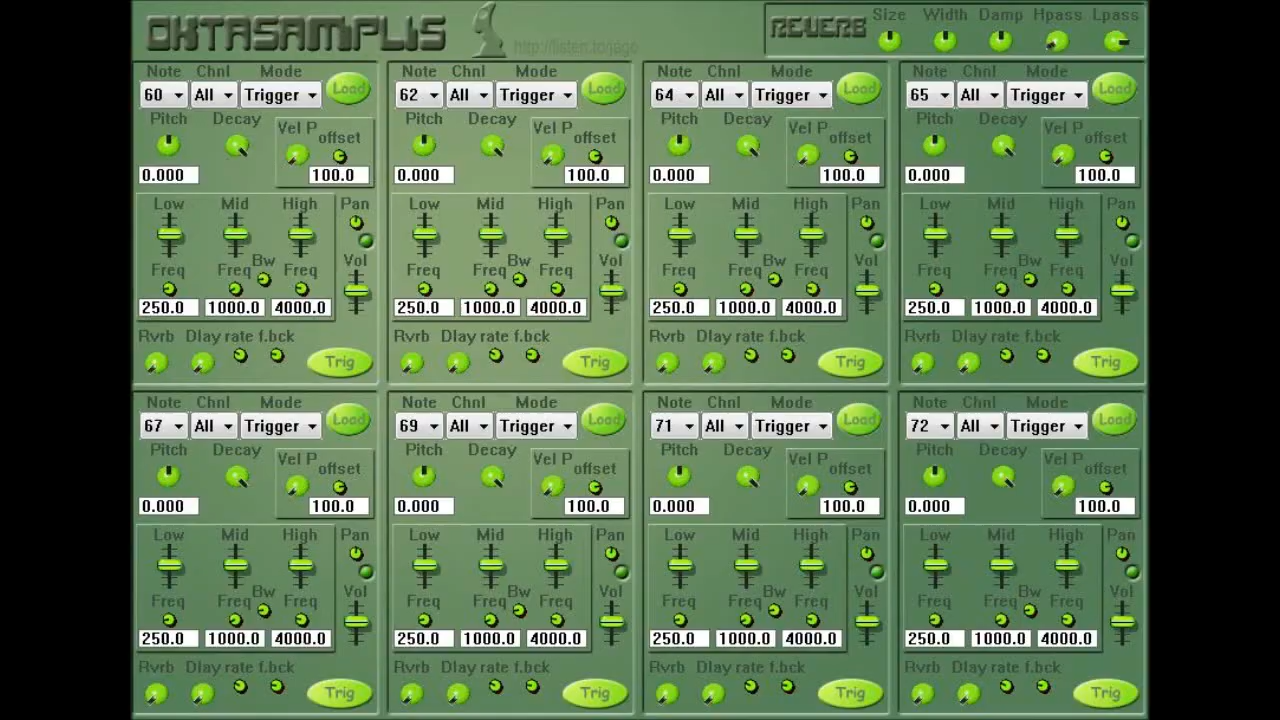 OKTASAMPLIS http://listen.to/jago REVERB Size Width Damp Hpass Lpass
Note Chnl Mode Note Chnl Mode Note Chnl Mode Note Chnl Mode
60 All Trigger Load 62 All Trigger Load 64 All Trigger Load 65 All Trigger Load
Pitch Decay Vel P offset Pitch Decay Vel P offset Pitch Decay Vel P offset Pitch Decay Vel P offset
0.000 100.0 0.000 100.0 0.000 100.0 0.000 100.0
Low Mid High Pan Low Mid High Pan Low Mid High Pan Low Mid High Pan
Freq Freq Bw Freq Vol Freq Freq Bw Freq Vol Freq Freq Bw Freq Vol Freq Freq Bw Freq Vol
250.0 1000.0 4000.0 250.0 1000.0 4000.0 250.0 1000.0 4000.0 250.0 1000.0 4000.0
Rvrb Dlay rate f.bck Rvrb Dlay rate f.bck Rvrb Dlay rate f.bck Rvrb Dlay rate f.bck
Trig Trig Trig Trig
Note Chnl Mode Note Chnl Mode Note Chnl Mode Note Chnl Mode
67 All Trigger Load 69 All Trigger Load 71 All Trigger Load 72 All Trigger Load
Pitch Decay Vel P offset Pitch Decay Vel P offset Pitch Decay Vel P offset Pitch Decay Vel P offset
0.000 100.0 0.000 100.0 0.000 100.0 0.000 100.0
Low Mid High Pan Low Mid High Pan Low Mid High Pan Low Mid High Pan
Freq Freq Bw Freq Vol Freq Freq Bw Freq Vol Freq Freq Bw Freq Vol Freq Freq Bw Freq Vol
250.0 1000.0 4000.0 250.0 1000.0 4000.0 250.0 1000.0 4000.0 250.0 1000.0 4000.0
Rvrb Dlay rate f.bck Rvrb Dlay rate f.bck Rvrb Dlay rate f.bck Rvrb Dlay rate f.bck
Trig Trig Trig Trig